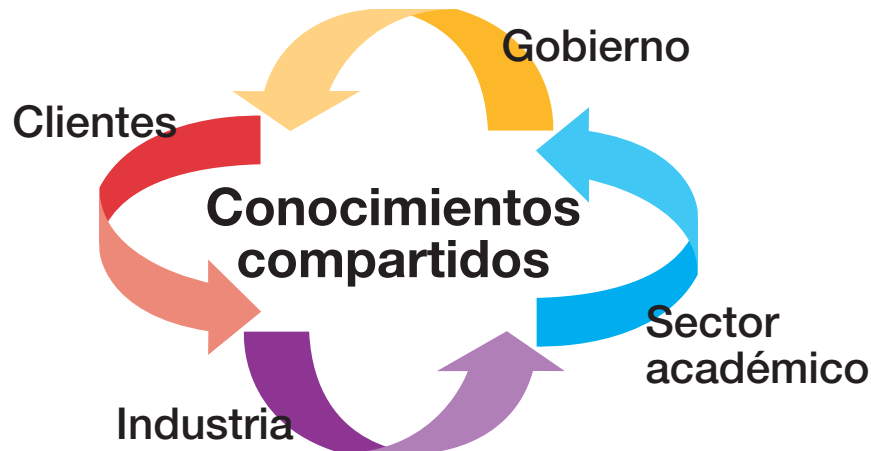 Gobierno
Clientes
Conocimientos
compartidos
Sector
académico
Industria